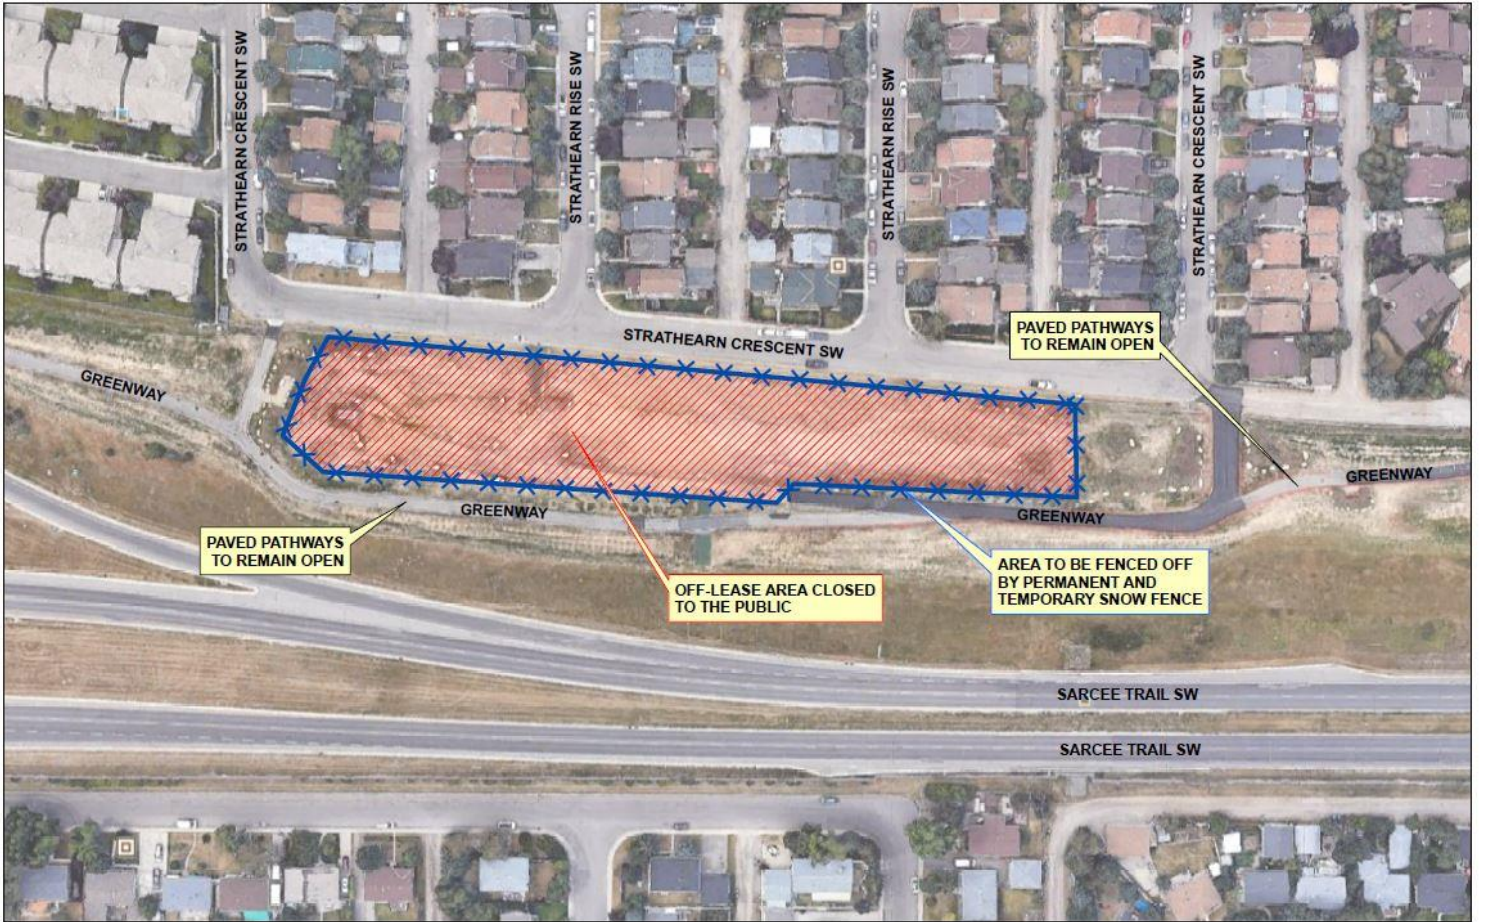 STRATHEARN CRESCENT SW
STRATHEARN RISE SW
STRATHEARN RISE SW
STRATHEARN CRESCENT SW
STRATHEARN CRESCENT SW
PAVED PATHWAYS
TO REMAIN OPEN
GREENWAY
GREENWAY
GREENWAY
GREENWAY
PAVED PATHWAYS
TO REMAIN OPEN
OFF-LEASE AREA CLOSED
TO THE PUBLIC
AREA TO BE FENCED OFF
BY PERMANENT AND
TEMPORARY SNOW FENCE
SARCEE TRAIL SW
SARCEE TRAIL SW